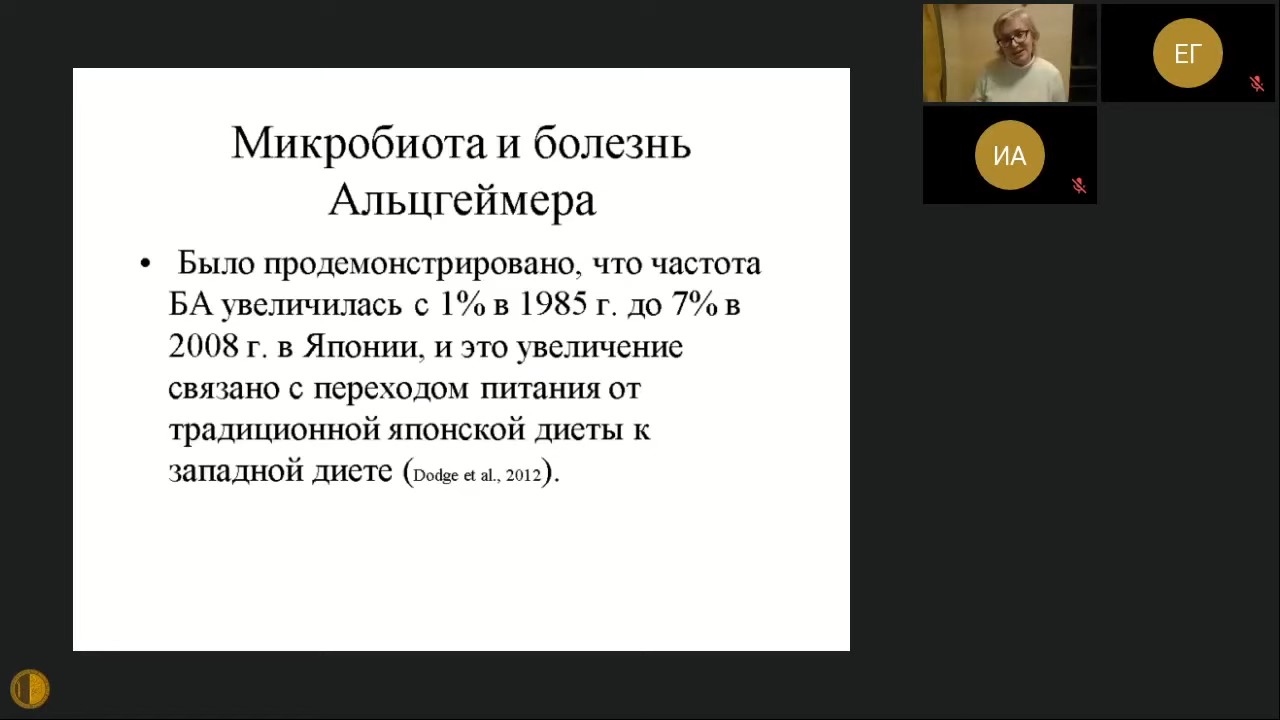 Микробиота и болезнь
Альцгеймера
• Было продемонстрировано, что частота
БА увеличилась с 1% в 1985 г. до 7% в
2008 г. в Японии, и это увеличение
связано с переходом питания от
традиционной японской диеты к
западной диете (Dodge et al., 2012).
ЕГ
ИА